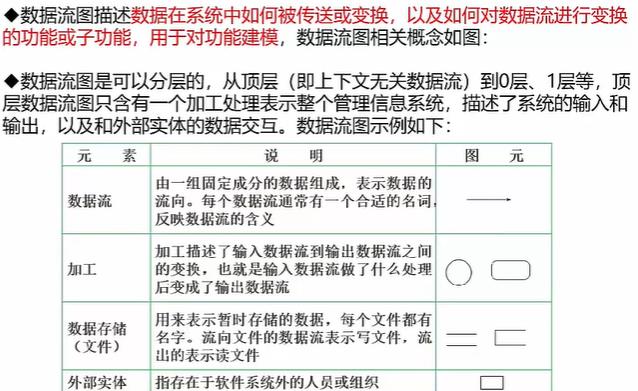 ◆数据流图描述数据在系统中如何被传送或变换，以及如何对数据流进行变换
的功能或子功能，用于对功能建模，数据流图相关概念如图：
◆数据流图是可以分层的，从顶层（即上下文无关数据流）到0层、1层等，顶
层数据流图只含有一个加工处理表示整个管理信息系统，描述了系统的输入和
输出，以及和外部实体的数据交互。数据流图示例如下：
元 素 说 明 图 元
数据流
由一组固定成分的数据组成，表示数据的
流向。每个数据流通常有一个合适的名词，
反映数据流的含义
加工
加工描述了输入数据流到输出数据流之间
的变换，也就是输入数据流做了什么处理
后变成了输出数据流
数据存储
（文件）
用来表示暂时存储的数据，每个文件都有
名字。流向文件的数据流表示写文件，流
出的表示读文件
外部实体 指存在于软件系统外的人员或组织